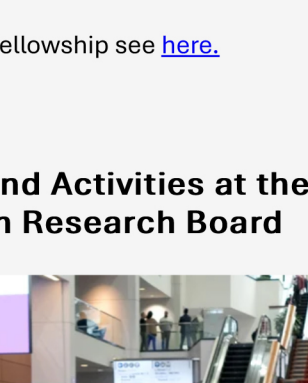 ellowship see here.
nd Activities at the
Research Board